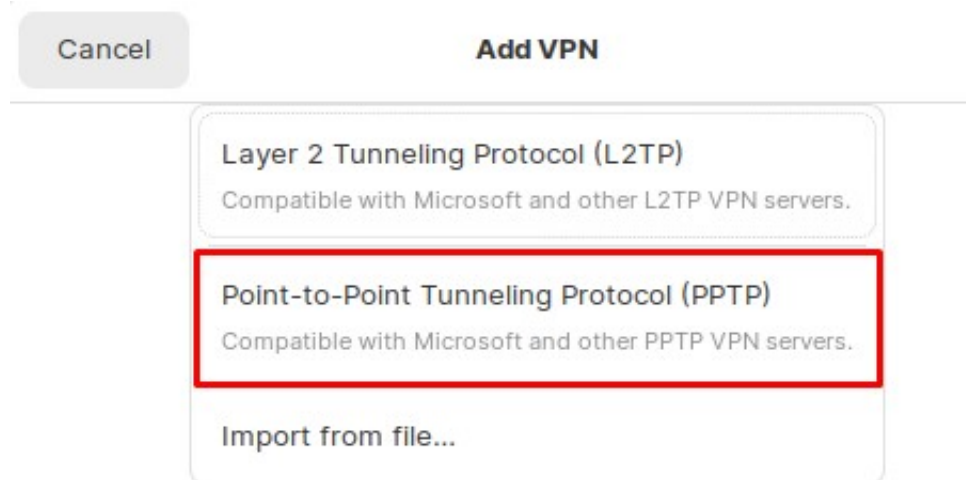 Cancel
Add VPN
Layer 2 Tunneling Protocol (L2TP)
Compatible with Microsoft and other L2TP VPN servers.
Point-to-Point Tunneling Protocol (PPTP)
Compatible with Microsoft and other PPTP VPN servers.
Import from file...